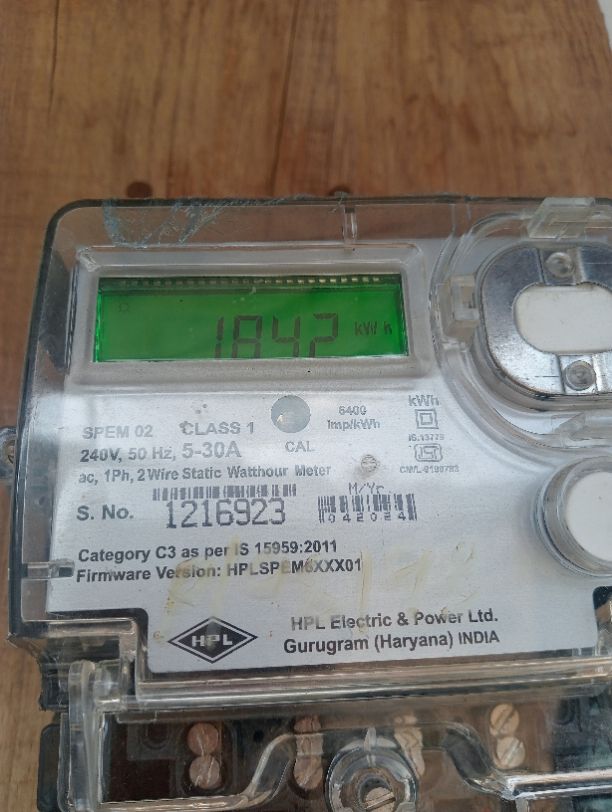 1842 kWh
SPEM 02 CLASS 1
240V, 50 Hz, 5-30A
CAL
6400
Imp/kWh
kWh
IS.13779
ac, 1Ph, 2 Wire Static Watthour Meter
M/Yr
S. No. 1216923
042024
Category C3 as per IS 15959:2011
Firmware Version: HPLSPEM6XXX01
HPL
HPL Electric & Power Ltd.
Gurugram (Haryana) INDIA